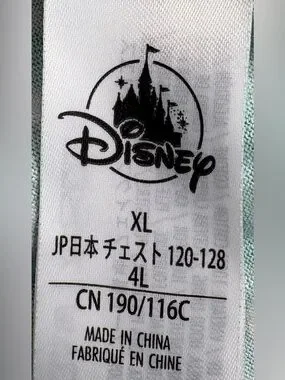 Disney
XL
JP日本 チェスト 120-128
4L
CN 190/116C
MADE IN CHINA
FABRIQUÉ EN CHINE